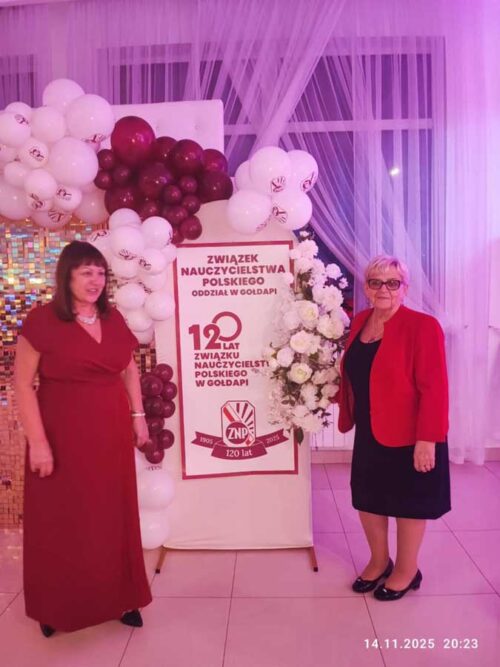 ZWIĄZEK
NAUCZYCIELSTWA
POLSKIEGO
ODDZIAŁ W GOŁDAPI
120
LAT
ZWIĄZKU
NAUCZYCIELST
POLSKIEGO
W GOŁDAPI
ZNP
1905 2025
120 lat
14.11.2025 20:23